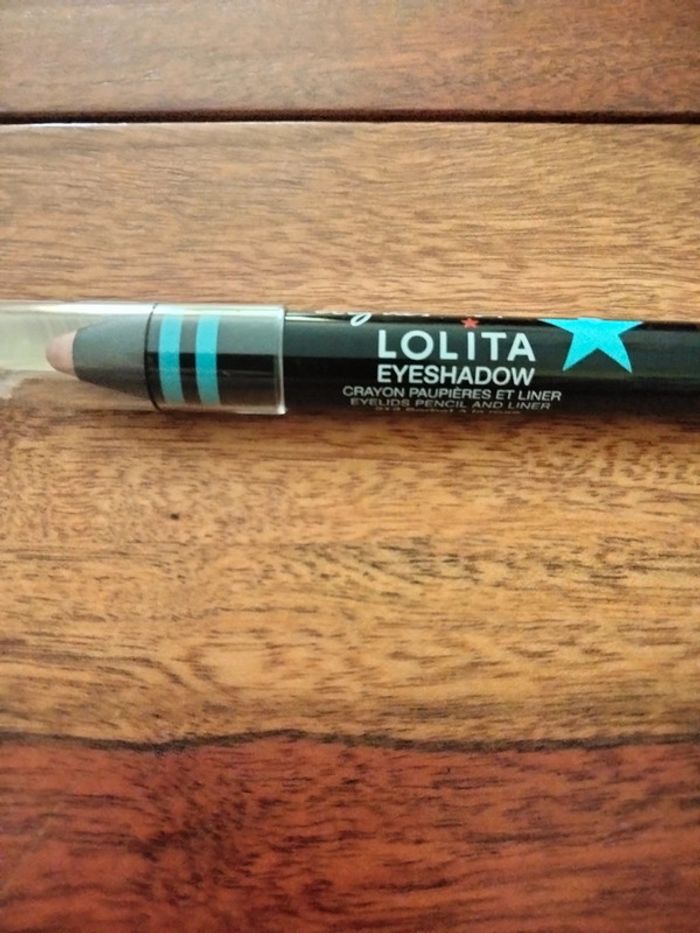 LOLITA
EYESHADOW
CRAYON PAUPIÈRES ET LINER
EYELIDS PENCIL AND LINER